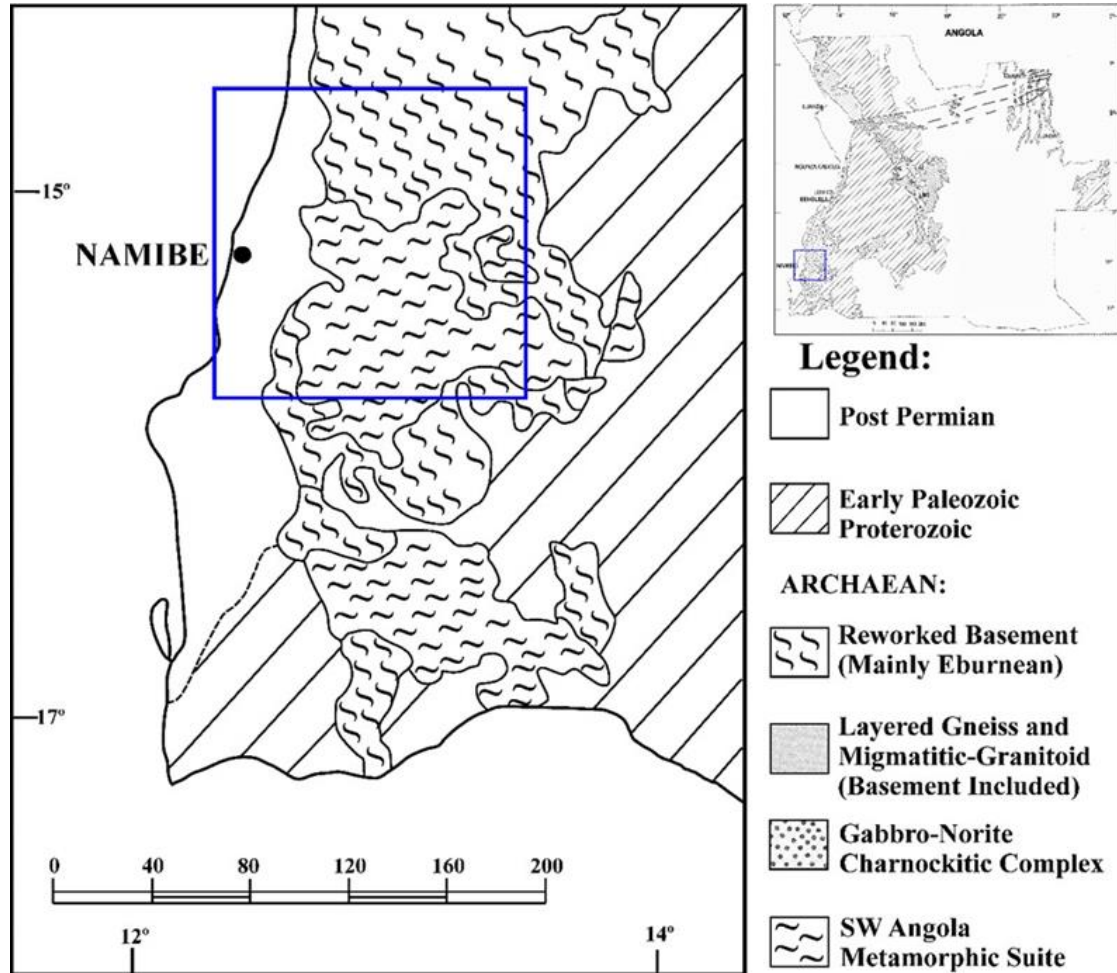 15º
NAMIBE
17º
0 40 80 120 160 200
12º 14º
ANGOLA
Legend:
Post Permian
Early Paleozoic
Proterozoic
ARCHAEAN:
Reworked Basement
(Mainly Eburnean)
Layered Gneiss and
Migmatitic-Granitoid
(Basement Included)
Gabbro-Norite
Charnockitic Complex
SW Angola
Metamorphic Suite